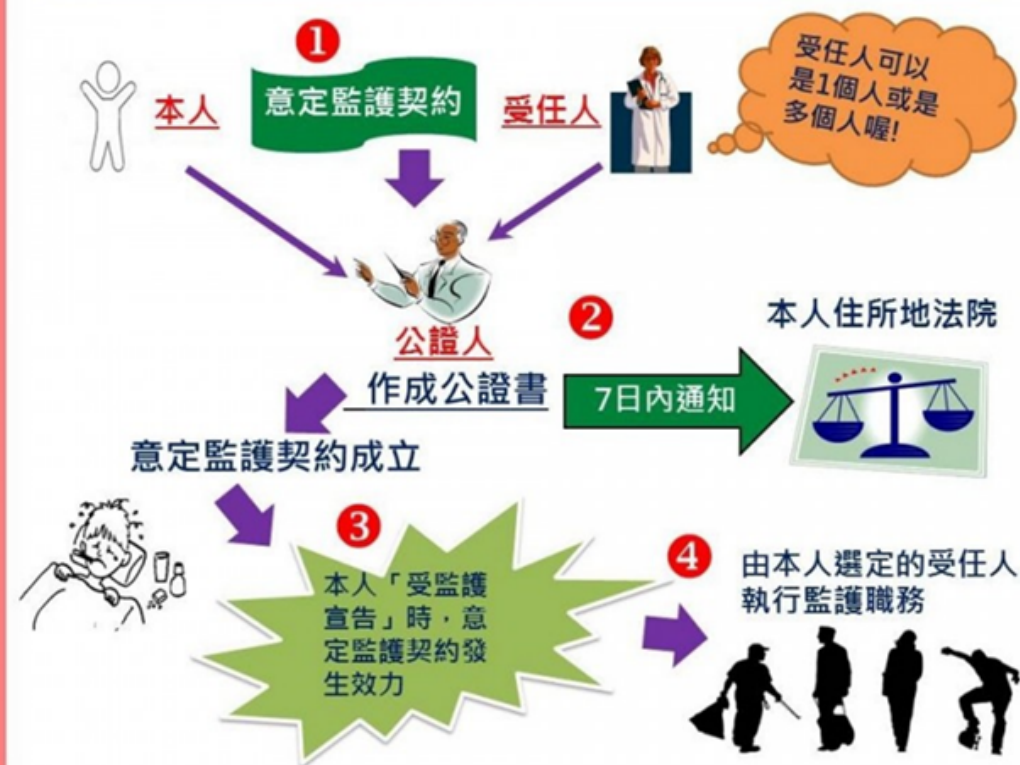 1
本人
意定監護契約
受任人
受任人可以
是1個人或是
多個人喔!
公證人
作成公證書
2
7日內通知
本人住所地法院
意定監護契約成立
3
本人「受監護
宣告」時，意
定監護契約發
生效力
4
由本人選定的受任人
執行監護職務